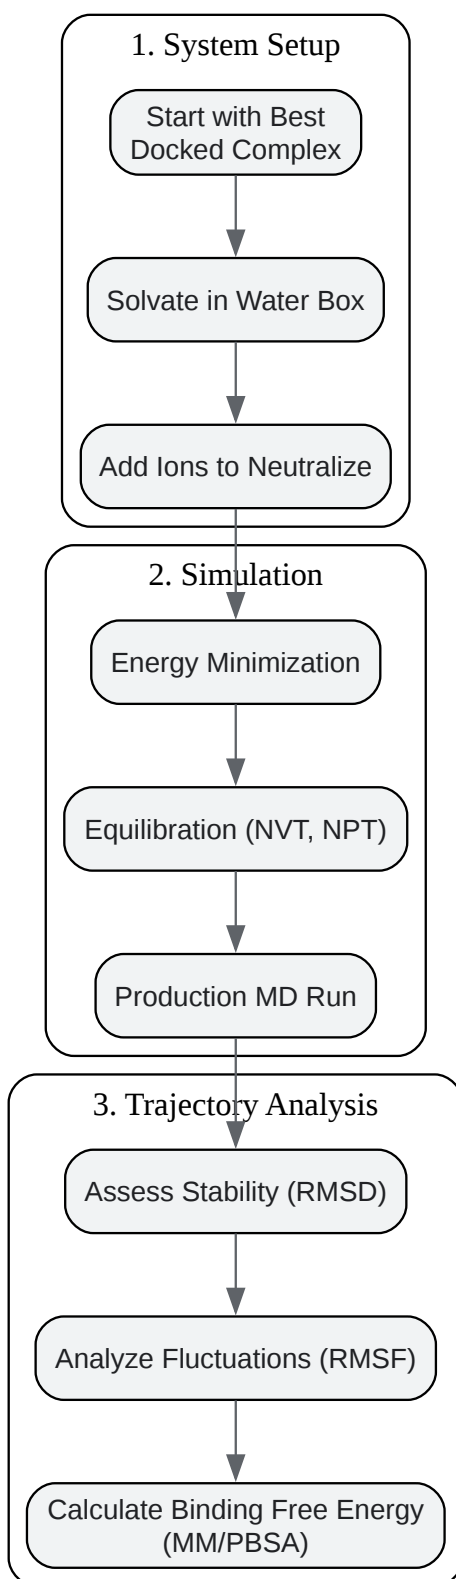 1. System Setup
Start with Best
Docked Complex
Solvate in Water Box
Add Ions to Neutralize
2. Simulation
Energy Minimization
Equilibration (NVT, NPT)
Production MD Run
3. Trajectory Analysis
Assess Stability (RMSD)
Analyze Fluctuations (RMSF)
Calculate Binding Free Energy
(MM/PBSA)